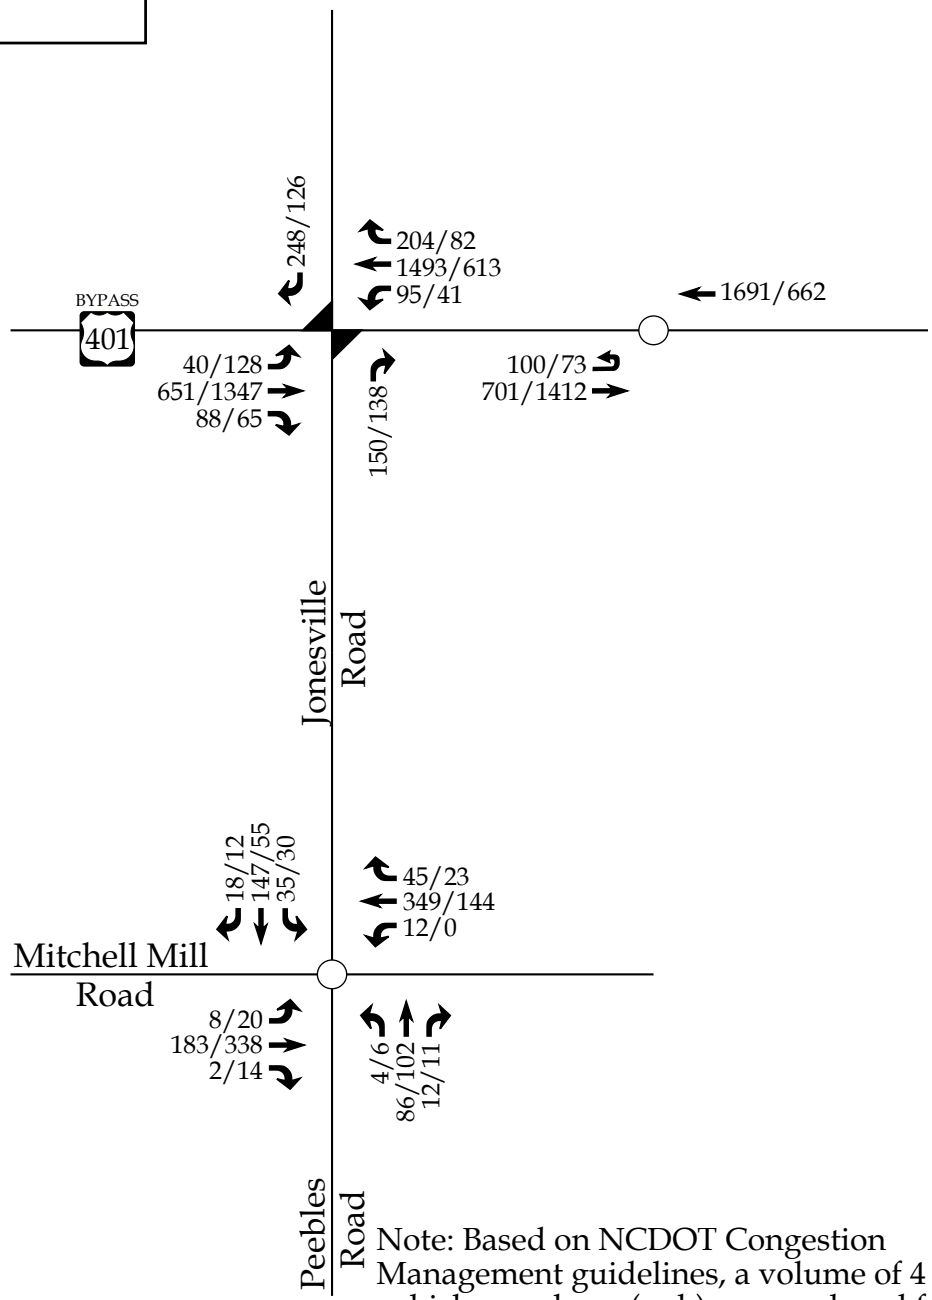 248/126
204/82
1493/613
95/41
1691/662
BYPASS
401
40/128
651/1347
88/65
150/138
100/73
701/1412
Jonesville
Road
18/12
147/55
35/30
45/23
349/144
12/0
Mitchell Mill
Road
8/20
183/338
2/14
4/6
86/102
12/11
Peebles
Road
Note: Based on NCDOT Congestion
Management guidelines, a volume of 4